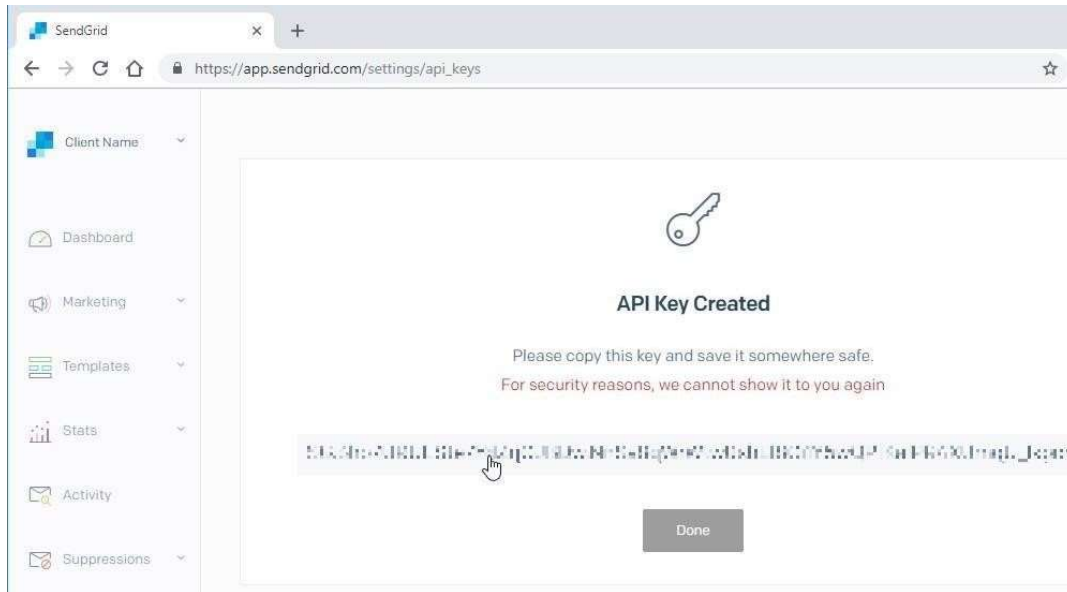 SendGrid
https://app.sendgrid.com/settings/api_keys
Client Name
Dashboard
Marketing
Templates
Stats
Activity
Suppressions
API Key Created
Please copy this key and save it somewhere safe.
For security reasons, we cannot show it to you again
Done